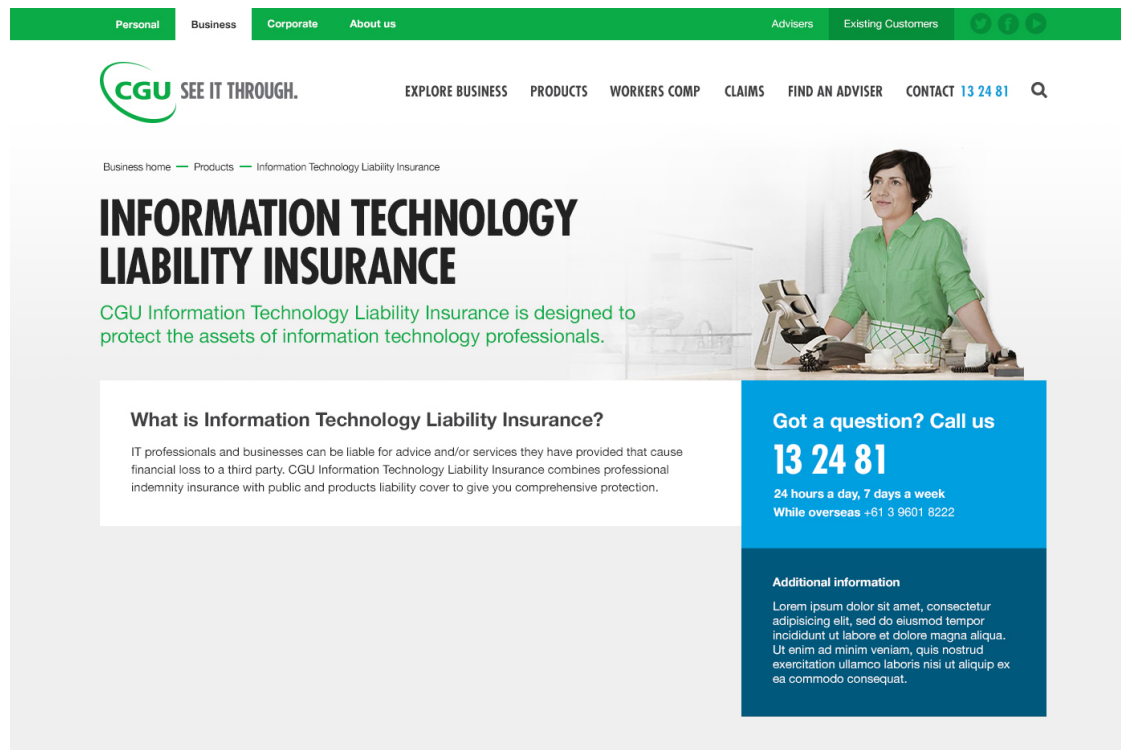 Personal Business Corporate About us Advisers Existing Customers
CGU SEE IT THROUGH.
EXPLORE BUSINESS PRODUCTS WORKERS COMP CLAIMS FIND AN ADVISER CONTACT 13 24 81
Business home — Products — Information Technology Liability Insurance
INFORMATION TECHNOLOGY
LIABILITY INSURANCE
CGU Information Technology Liability Insurance is designed to
protect the assets of information technology professionals.
What is Information Technology Liability Insurance?
IT professionals and businesses can be liable for advice and/or services they have provided that cause
financial loss to a third party. CGU Information Technology Liability Insurance combines professional
indemnity insurance with public and products liability cover to give you comprehensive protection.
Got a question? Call us
13 24 81
24 hours a day, 7 days a week
While overseas +61 3 9601 8222
Additional information
Lorem ipsum dolor sit amet, consectetur
adipisicing elit, sed do eiusmod tempor
incididunt ut labore et dolore magna aliqua.
Ut enim ad minim veniam, quis nostrud
exercitation ullamco laboris nisi ut aliquip ex
ea commodo consequat.